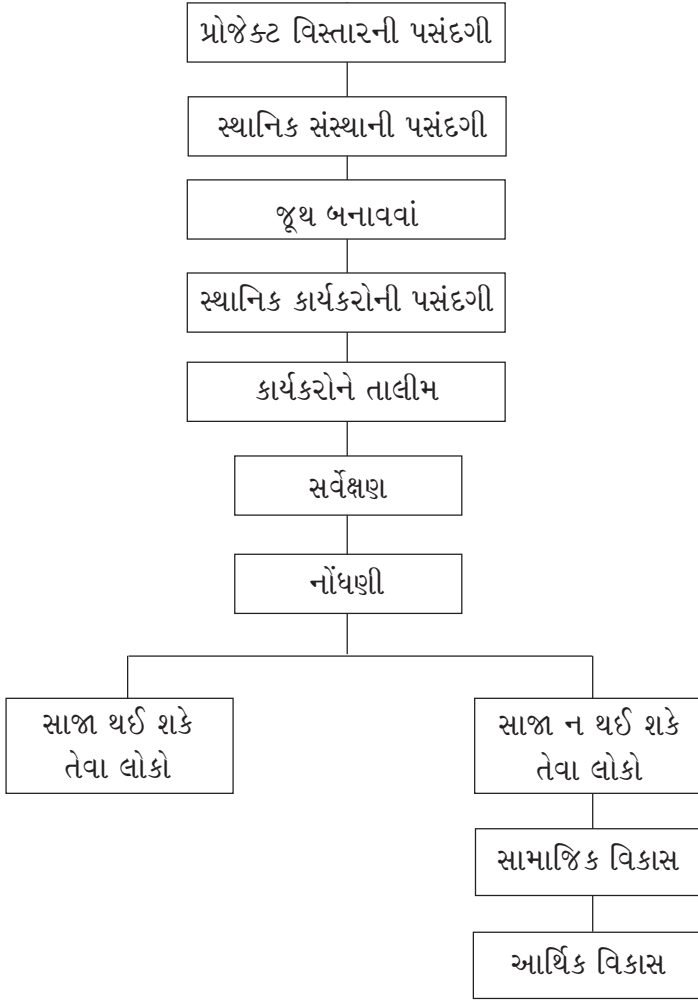 પ્રોજેક્ટ વિસ્તારની પસંદગી
સ્થાનિક સંસ્થાની પસંદગી
જૂથ બનાવવાં
સ્થાનિક કાર્યકરોની પસંદગી
કાર્યકરોને તાલીમ
સર્વેક્ષણ
નોંધણી
સાજા થઈ શકે
તેવા લોકો
સાજા ન થઈ શકે
તેવા લોકો
સામાજિક વિકાસ
આર્થિક વિકાસ